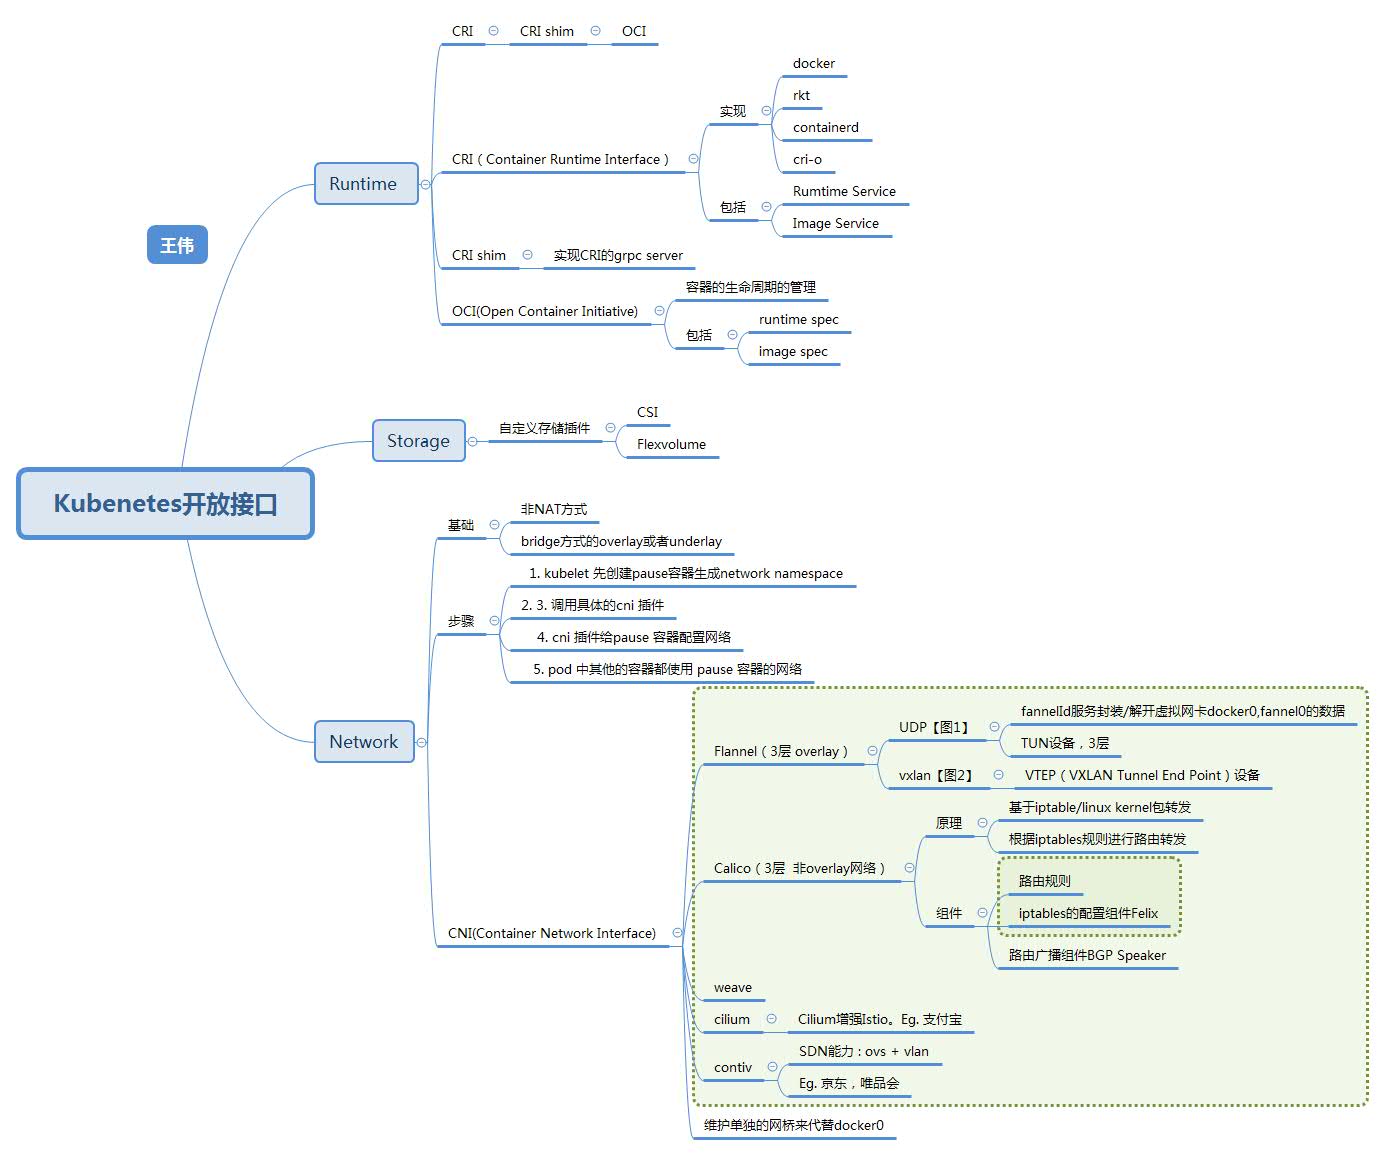 CRI
CRI shim
OCI
docker
rkt
containerd
cri-o
实现
CRI（Container Runtime Interface）
包括
Rumtime Service
Image Service
Runtime
王伟
CRI shim
实现CRI的grpc server
OCI(Open Container Initiative)
容器的生命周期的管理
包括
runtime spec
image spec
Storage
自定义存储插件
CSI
Flexvolume
Kubenetes开放接口
基础
非NAT方式
bridge方式的overlay或者underlay
步骤
1. kubelet 先创建pause容器生成network namespace
2. 3. 调用具体的cni 插件
4. cni 插件给pause 容器配置网络
5. pod 中其他的容器都使用 pause 容器的网络
Network
CNI(Container Network Interface)
Flannel（3层 overlay）
UDP【图1】
fannelId服务封装/解开虚拟网卡docker0,fannel0的数据
TUN设备，3层
vxlan【图2】
VTEP（VXLAN Tunnel End Point）设备
Calico（3层 非overlay网络）
原理
基于iptable/linux kernel包转发
根据iptables规则进行路由转发
组件
路由规则
iptables的配置组件Felix
路由广播组件BGP Speaker
weave
cilium
Cilium增强Istio。Eg. 支付宝
contiv
SDN能力：ovs + vlan
Eg. 京东，唯品会
维护单独的网桥来代替docker0